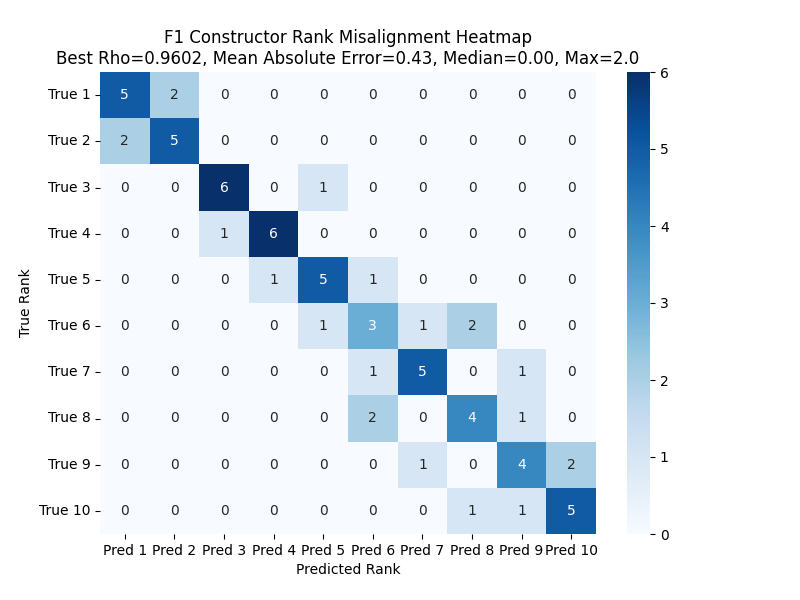 F1 Constructor Rank Misalignment Heatmap
Best Rho=0.9602, Mean Absolute Error=0.43, Median=0.00, Max=2.0
True 1 5 2 0 0 0 0 0 0 0 0
True 2 2 5 0 0 0 0 0 0 0 0
True 3 0 0 6 0 1 0 0 0 0 0
True 4 0 0 1 6 0 0 0 0 0 0
True 5 0 0 0 1 5 1 0 0 0 0
True 6 0 0 0 0 1 3 1 2 0 0
True 7 0 0 0 0 0 1 5 0 1 0
True 8 0 0 0 0 0 2 0 4 1 0
True 9 0 0 0 0 0 0 1 0 4 2
True 10 0 0 0 0 0 0 0 1 1 5
Pred 1 Pred 2 Pred 3 Pred 4 Pred 5 Pred 6 Pred 7 Pred 8 Pred 9 Pred 10
Predicted Rank
True Rank
6
5
4
3
2
1
0